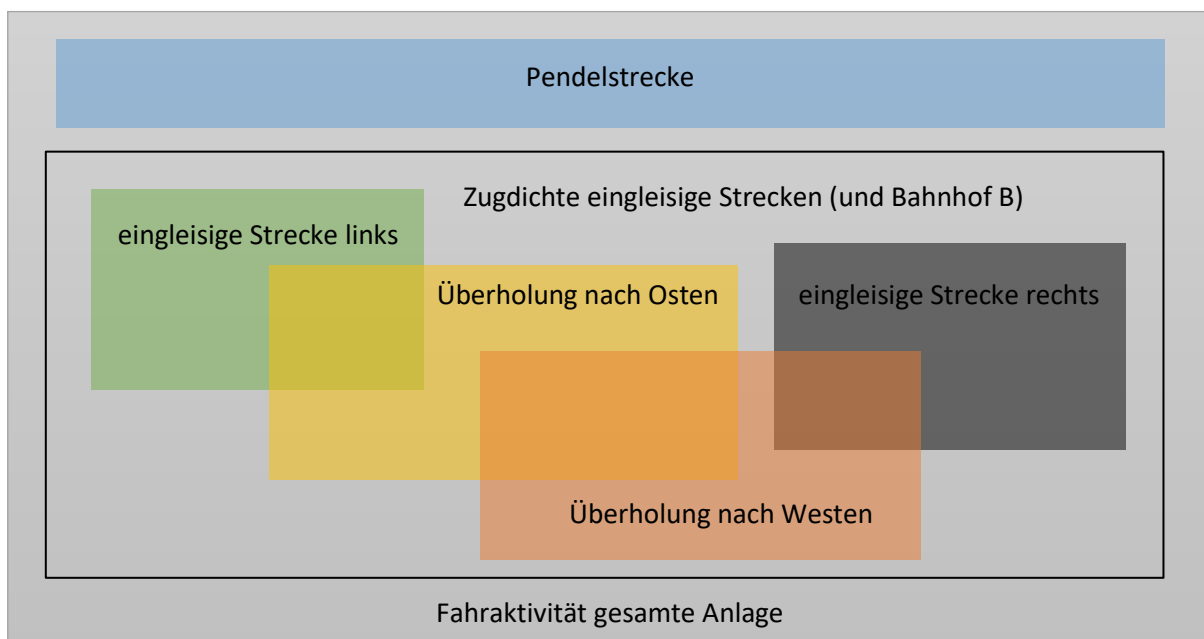 Pendelstrecke
Zugdichte eingleisige Strecken (und Bahnhof B)
eingleisige Strecke links
Überholung nach Osten
eingleisige Strecke rechts
Überholung nach Westen
Fahraktivität gesamte Anlage